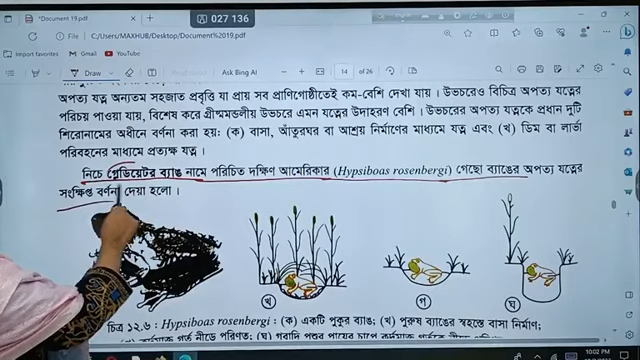 *Document 19.pdf
027 136
File
C:/Users/MAXHUB/Desktop/Document%2019.pdf
Import favorites
Gmail
YouTube
Draw
Ask Bing AI
14
of 26
অপত্য যত্ন অন্যতম সহজাত প্রবৃত্তি যা প্রায় সব প্রাণিগোষ্ঠীতেই কম-বেশি দেখা যায়। উভচরেও বিচিত্র অপত্য যত্নের
পরিচয় পাওয়া যায়, বিশেষ করে গ্রীষ্মমন্ডলীয় উভচরে এমন যত্নের উদাহরণ বেশি। উভচরের অপত্য যত্নকে প্রধান দুটি
শিরোনামের অধীনে বর্ণনা করা হয়: (ক) বাসা, আঁতুরঘর বা আশ্রয় নির্মাণের মাধ্যমে যত্ন এবং (খ) ডিম বা লার্ভা
পরিবহনের মাধ্যমে প্রত্যক্ষ যত্ন।
নিচে গ্লেডিয়েটর ব্যাঙ নামে পরিচিত দক্ষিণ আমেরিকার (Hypsiboas rosenbergi) গেছো ব্যাঙের অপত্য যত্নের
সংক্ষিপ্ত বর্ণনা দেয়া হলো।
খ
গ
ঘ
চিত্র ১২.৬ : Hypsiboas rosenbergi : (ক) একটি পুকুর ব্যাঙ; (খ) পুরুষ ব্যাঙের স্বহস্তে বাসা নির্মাণ;
10:02 PM